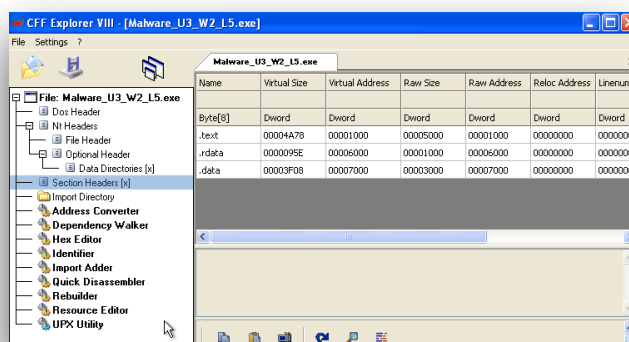 CFF Explorer VIII - [Malware_U3_W2_L5.exe]
File Settings ?
Malware_U3_W2_L5.exe
File: Malware_U3_W2_L5.exe
Dos Header
Nt Headers
File Header
Optional Header
Data Directories [x]
Section Headers [x]
Import Directory
Address Converter
Dependency Walker
Hex Editor
Identifier
Import Adder
Quick Disassembler
Rebuilder
Resource Editor
UPX Utility
Name Virtual Size Virtual Address Raw Size Raw Address Reloc Address
Byte[8] Dword Dword Dword Dword Dword Dword
.text 00004A78 00001000 00005000 00001000 00000000
.rdata 0000095E 00006000 00001000 00006000 00000000
.data 00003F08 00007000 00003000 00007000 00000000